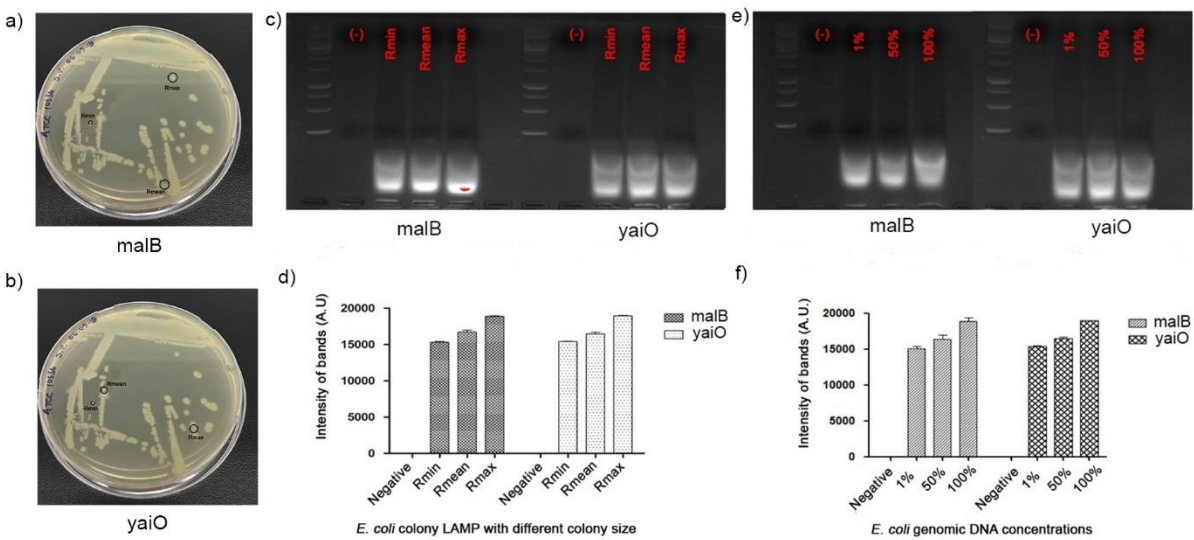 a)
Rmax
Rmin
Rmean
malB
b)
Rmean
Rmin
Rmax
yaiO
c)
(-) Rmin Rmean Rmax (-) Rmin Rmean Rmax
malB yaiO
d)
Intensity of bands (A.U)
20000
15000
10000
5000
0
Negative Rmin Rmean Rmax Negative Rmin Rmean Rmax
malB
yaiO
E. coli colony LAMP with different colony size
e)
(-) 1% 50% 100% (-) 1% 50% 100%
malB yaiO
f)
Intensity of bands (A.U.)
20000
15000
10000
5000
0
Negative 1% 50% 100% Negative 1% 50% 100%
malB
yaiO
E. coli genomic DNA concentrations